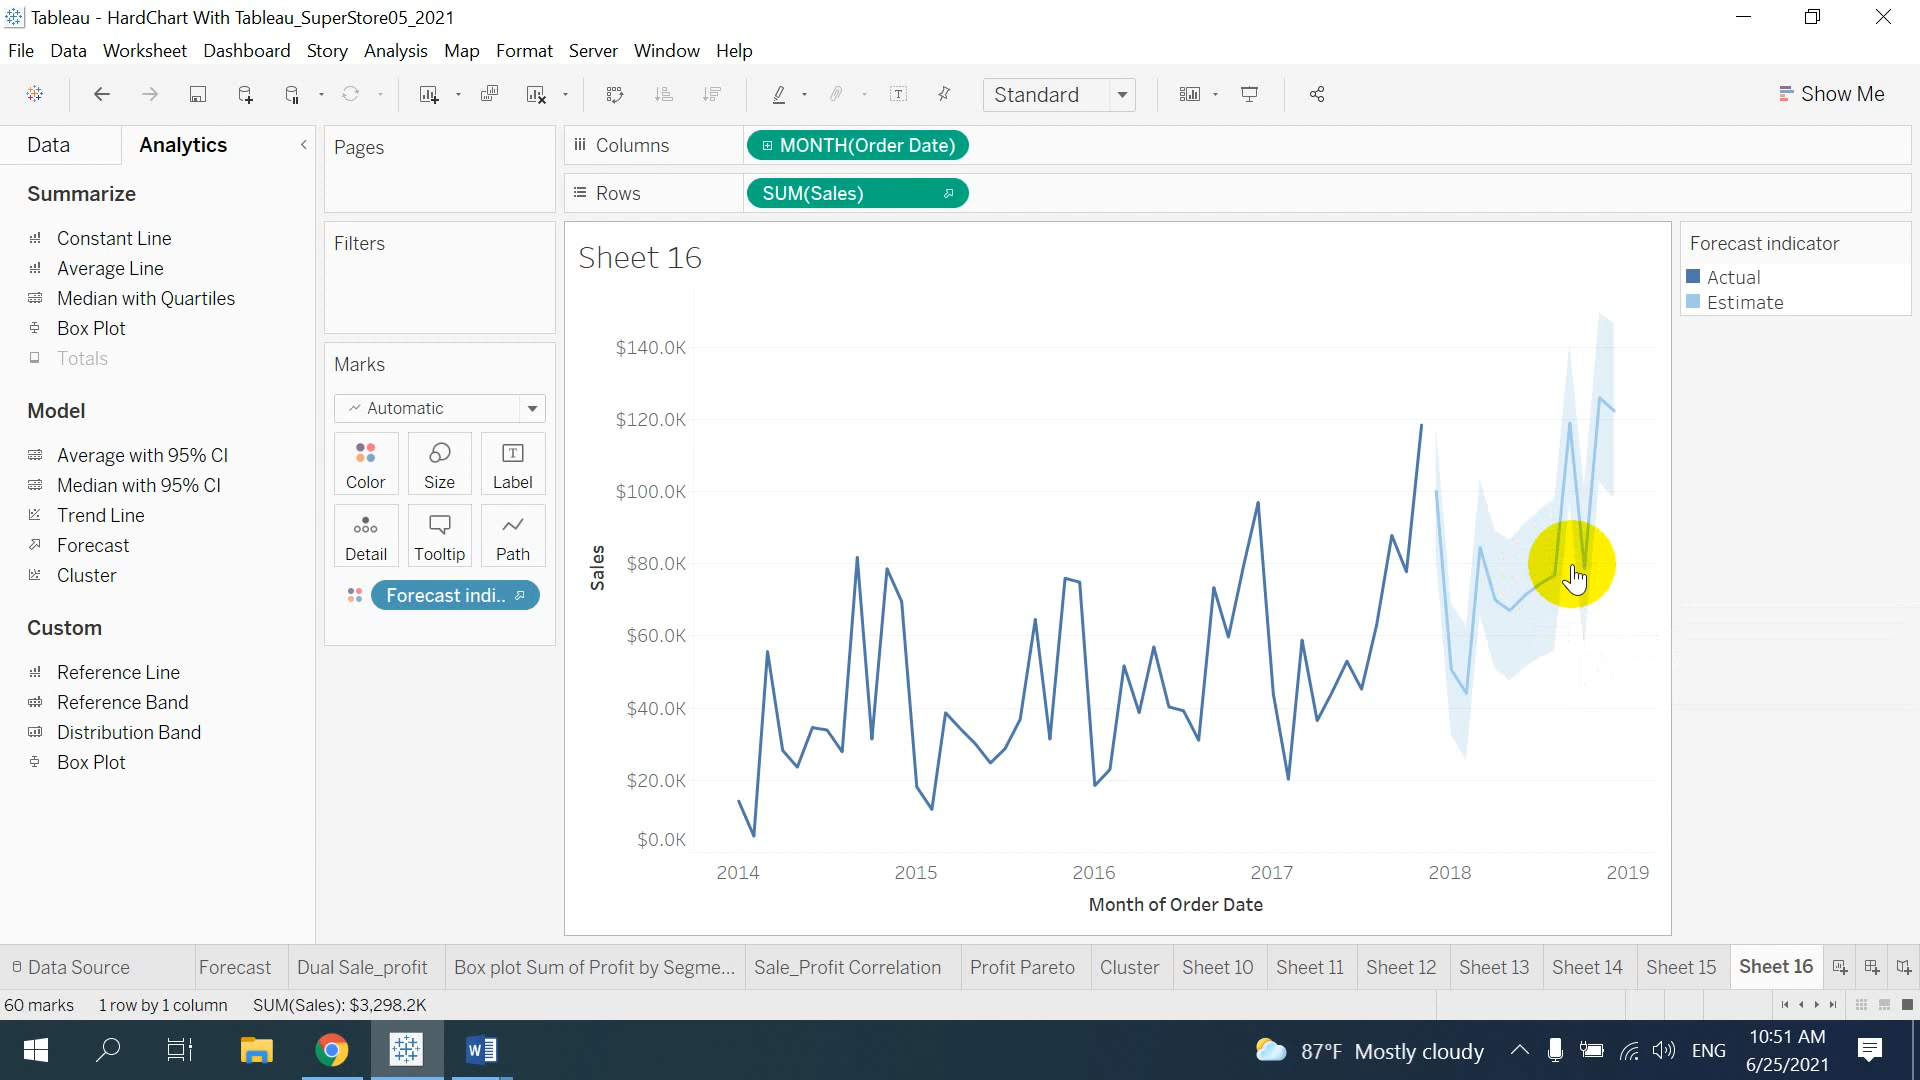 Tableau - HardChart With Tableau_SuperStore05_2021
File Data Worksheet Dashboard Story Analysis Map Format Server Window Help
Standard
Show Me
Data Analytics
Summarize
Constant Line
Average Line
Median with Quartiles
Box Plot
Totals
Model
Average with 95% CI
Median with 95% CI
Trend Line
Forecast
Cluster
Custom
Reference Line
Reference Band
Distribution Band
Box Plot
Pages
Filters
Marks
Automatic
Color Size Label
Detail Tooltip Path
Forecast indi..
Columns MONTH(Order Date)
Rows SUM(Sales)
Sheet 16
Sales
$140.0K
$120.0K
$100.0K
$80.0K
$60.0K
$40.0K
$20.0K
$0.0K
2014 2015 2016 2017 2018 2019
Month of Order Date
Forecast indicator
Actual
Estimate
Data Source Forecast Dual Sale_profit Box plot Sum of Profit by Segme... Sale_Profit Correlation Profit Pareto Cluster Sheet 10 Sheet 11 Sheet 12 Sheet 13 Sheet 14 Sheet 15 Sheet 16
60 marks 1 row by 1 column SUM(Sales): $3,298.2K
87°F Mostly cloudy ENG
10:51 AM
6/25/2021